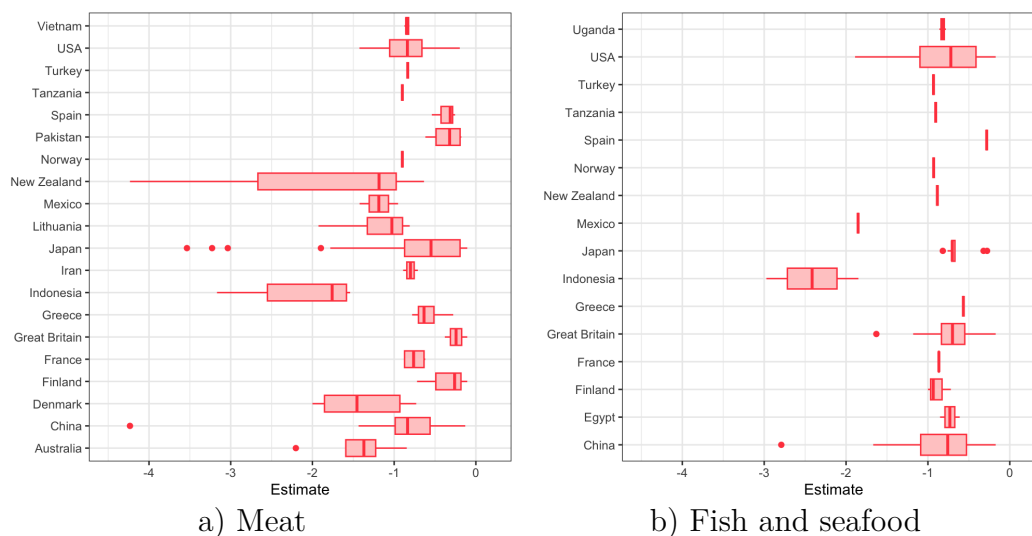 Vietnam
USA
Turkey
Tanzania
Spain
Pakistan
Norway
New Zealand
Mexico
Lithuania
Japan
Iran
Indonesia
Greece
Great Britain
France
Finland
Denmark
China
Australia
-4 -3 -2 -1 0
Estimate
a) Meat
Uganda
USA
Turkey
Tanzania
Spain
Norway
New Zealand
Mexico
Japan
Indonesia
Greece
Great Britain
France
Finland
Egypt
China
-4 -3 -2 -1 0
Estimate
b) Fish and seafood